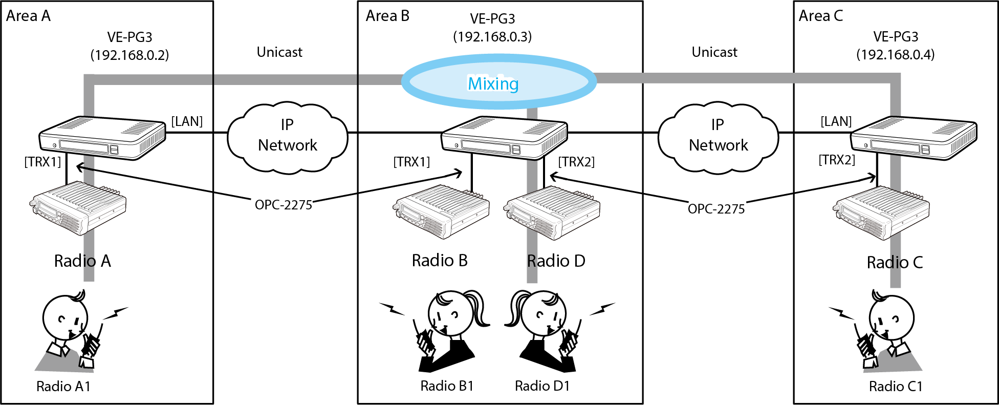 Area A
VE-PG3
(192.168.0.2)
Unicast
Area B
VE-PG3
(192.168.0.3)
Unicast
Area C
VE-PG3
(192.168.0.4)
Mixing
[LAN]
IP
Network
IP
Network
[LAN]
[TRX1]
[TRX1]
[TRX2]
[TRX2]
OPC-2275
OPC-2275
Radio A
Radio B
Radio D
Radio C
Radio A1
Radio B1
Radio D1
Radio C1